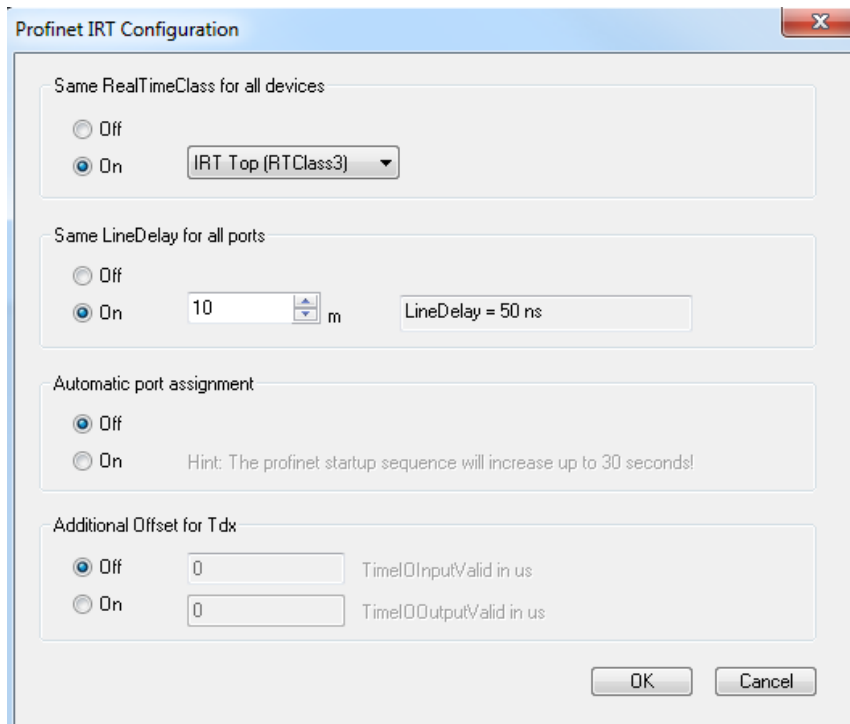 Profinet IRT Configuration
Same RealTimeClass for all devices
Off
On IRT Top (RTClass3)
Same LineDelay for all ports
Off
On 10 m LineDelay = 50 ns
Automatic port assignment
Off
On Hint: The profinet startup sequence will increase up to 30 seconds!
Additional Offset for Tdx
Off 0 TimeIOInputValid in us
On 0 TimeIOOutputValid in us
OK Cancel